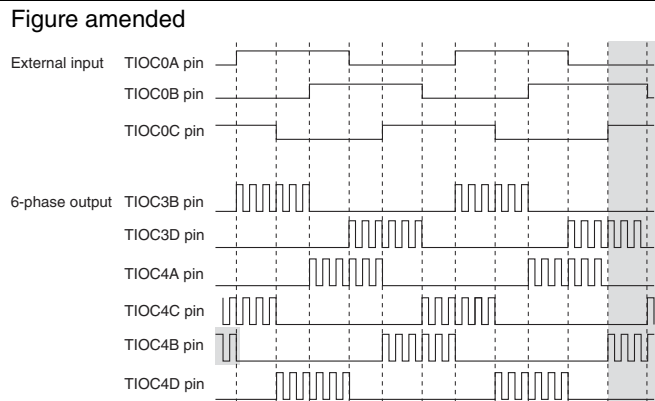 Figure amended
External input TIOC0A pin
TIOC0B pin
TIOC0C pin
6-phase output TIOC3B pin
TIOC3D pin
TIOC4A pin
TIOC4C pin
TIOC4B pin
TIOC4D pin